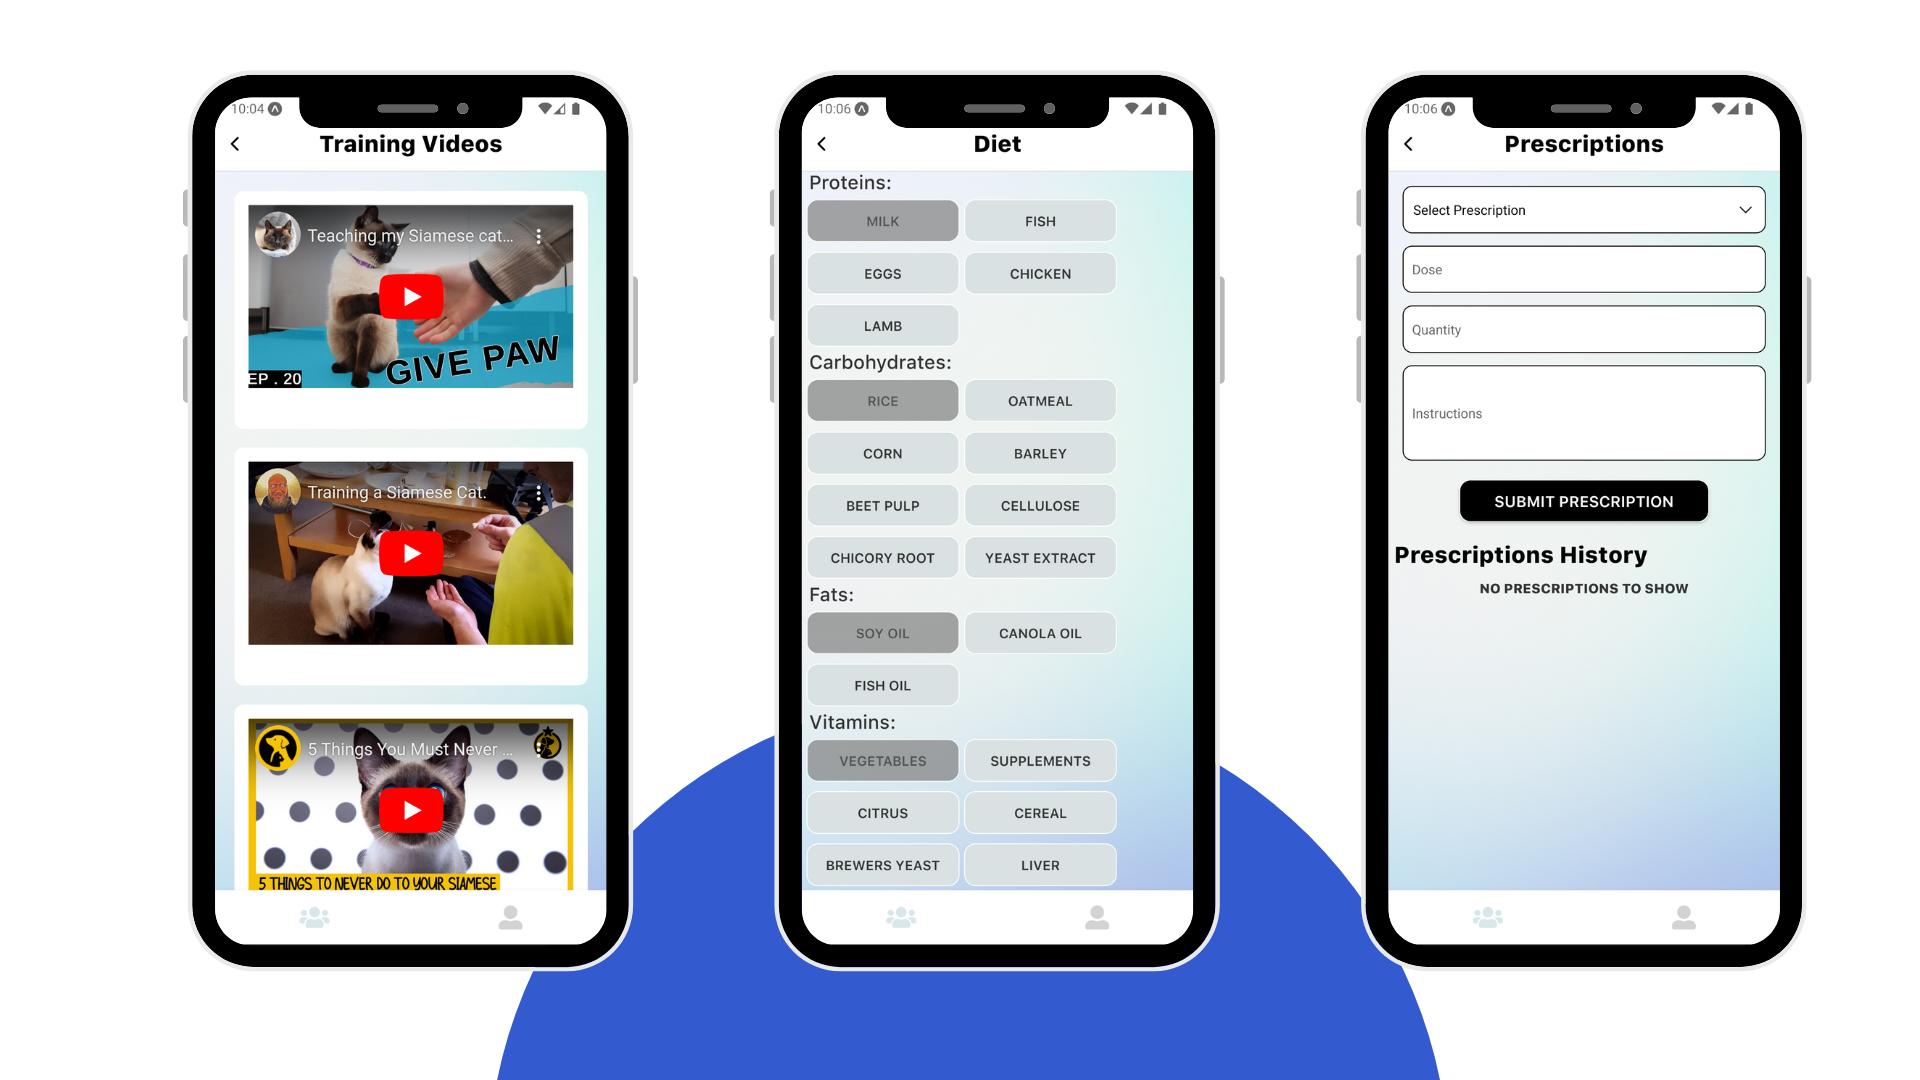 10:04
Training Videos
Teaching my Siamese cat...
GIVE PAW
EP . 20
Training a Siamese Cat.
5 Things You Must Never ...
5 THINGS TO NEVER DO TO YOUR SIAMESE
10:06
Diet
Proteins:
MILK FISH
EGGS CHICKEN
LAMB
Carbohydrates:
RICE OATMEAL
CORN BARLEY
BEET PULP CELLULOSE
CHICORY ROOT YEAST EXTRACT
Fats:
SOY OIL CANOLA OIL
FISH OIL
Vitamins:
VEGETABLES SUPPLEMENTS
CITRUS CEREAL
BREWERS YEAST LIVER
10:06
Prescriptions
Select Prescription
Dose
Quantity
Instructions
SUBMIT PRESCRIPTION
Prescriptions History
NO PRESCRIPTIONS TO SHOW